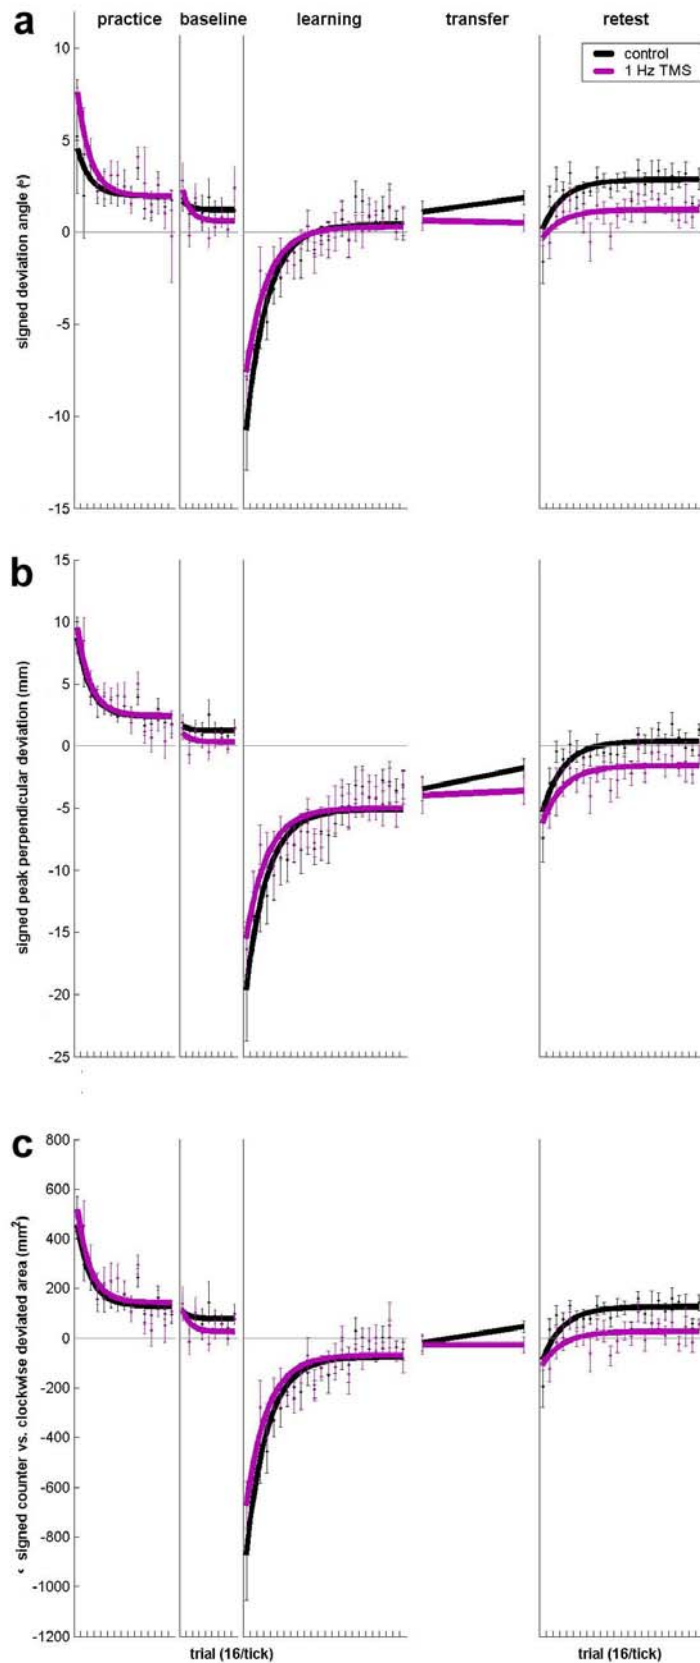 a
practice baseline learning transfer retest
control
1 Hz TMS
signed deviation angle (º)
10
5
0
-5
-10
-15
b
signed peak perpendicular deviation (mm)
15
10
5
0
-5
-10
-15
-20
-25
c
signed counter vs. clockwise deviated area (mm²)
800
600
400
200
0
-200
-400
-600
-800
-1000
-1200
trial (16/tick) trial (16/tick)